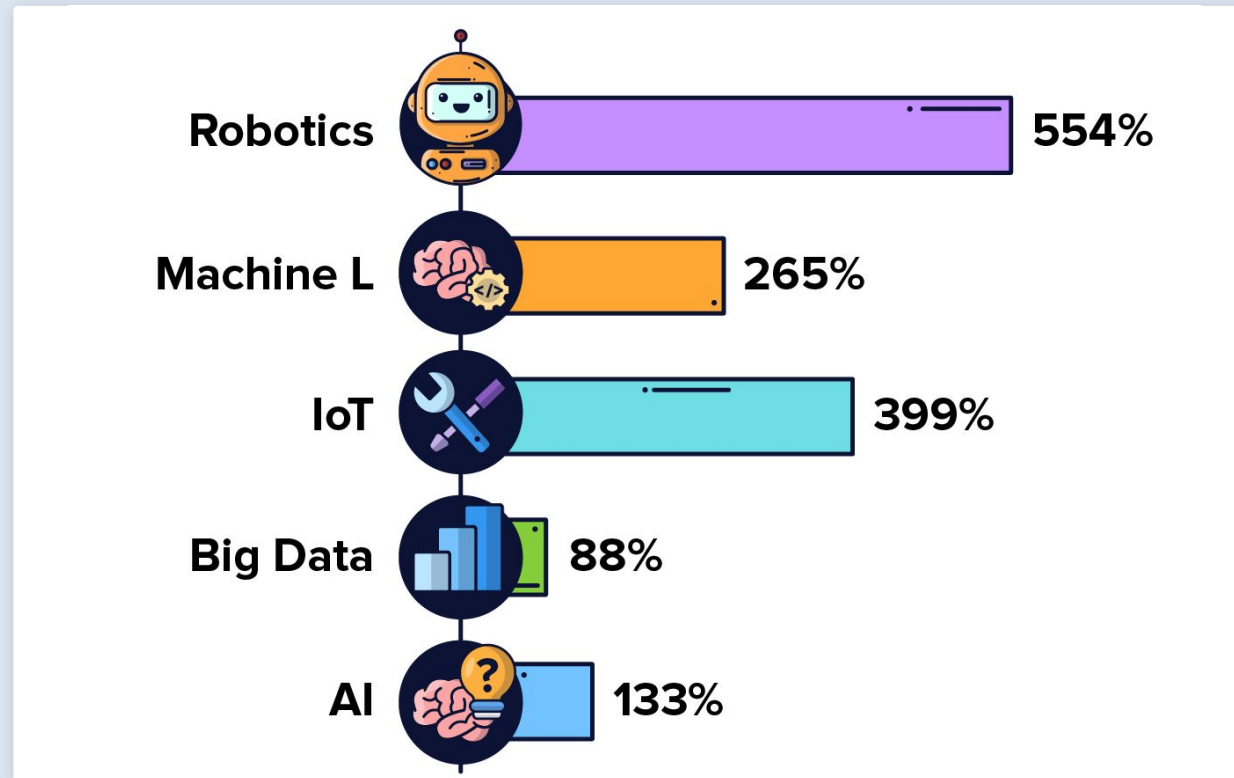 Robotics 554%
Machine L 265%
</>
IoT 399%
Big Data 88%
?
AI 133%